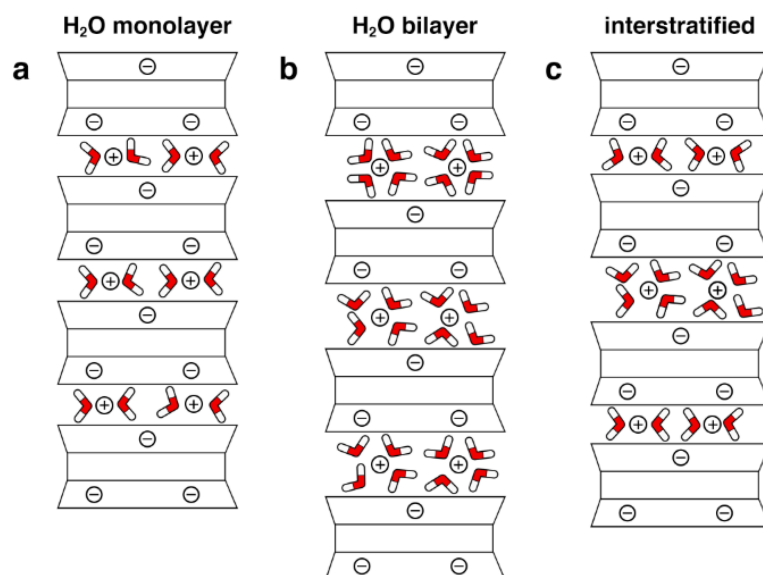 H₂O monolayer
H₂O bilayer
interstratified
a
b
c